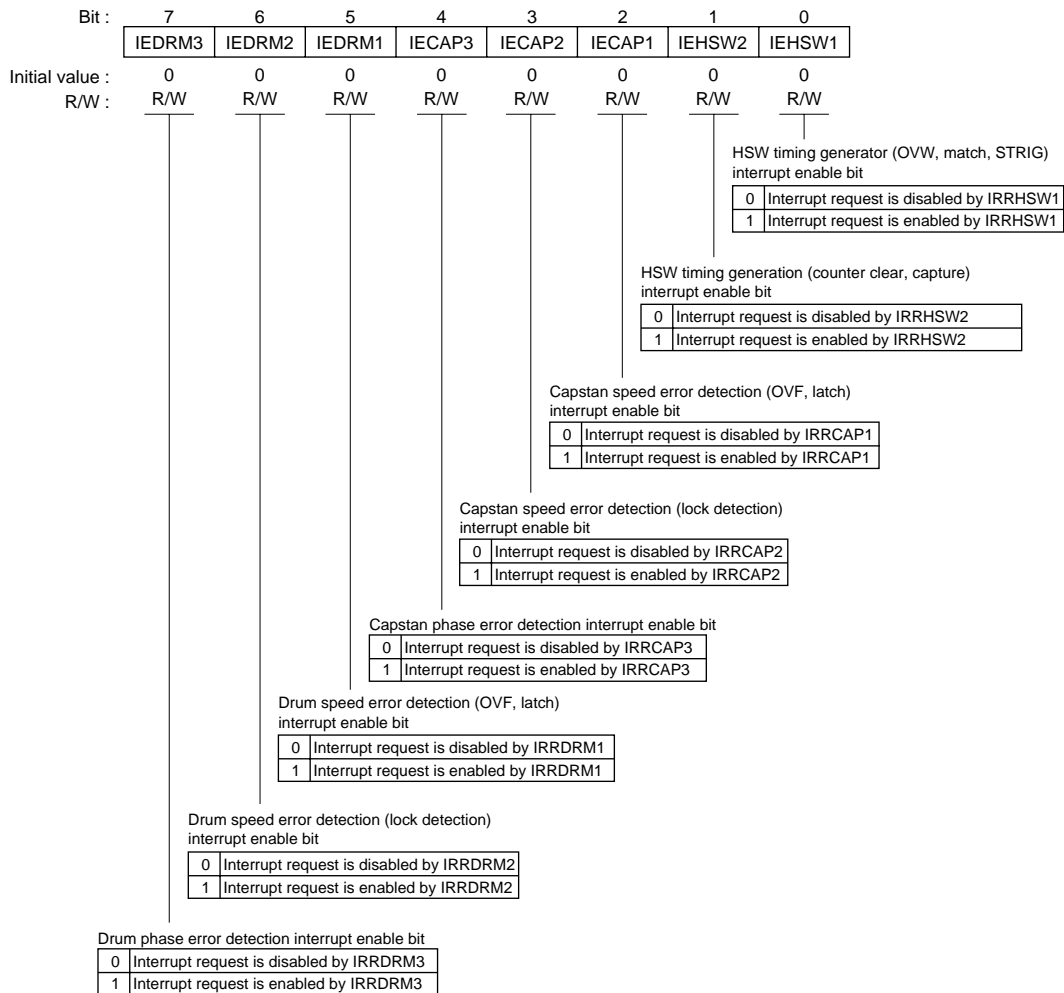 Bit : 7 6 5 4 3 2 1 0
IEDRM3 IEDRM2 IEDRM1 IECAP3 IECAP2 IECAP1 IEHSW2 IEHSW1
Initial value : 0 0 0 0 0 0 0 0
R/W : R/W R/W R/W R/W R/W R/W R/W R/W
HSW timing generator (OVW, match, STRIG)
interrupt enable bit
0 Interrupt request is disabled by IRRHSW1
1 Interrupt request is enabled by IRRHSW1
HSW timing generation (counter clear, capture)
interrupt enable bit
0 Interrupt request is disabled by IRRHSW2
1 Interrupt request is enabled by IRRHSW2
Capstan speed error detection (OVF, latch)
interrupt enable bit
0 Interrupt request is disabled by IRRCAP1
1 Interrupt request is enabled by IRRCAP1
Capstan speed error detection (lock detection)
interrupt enable bit
0 Interrupt request is disabled by IRRCAP2
1 Interrupt request is enabled by IRRCAP2
Capstan phase error detection interrupt enable bit
0 Interrupt request is disabled by IRRCAP3
1 Interrupt request is enabled by IRRCAP3
Drum speed error detection (OVF, latch)
interrupt enable bit
0 Interrupt request is disabled by IRRDRM1
1 Interrupt request is enabled by IRRDRM1
Drum speed error detection (lock detection)
interrupt enable bit
0 Interrupt request is disabled by IRRDRM2
1 Interrupt request is enabled by IRRDRM2
Drum phase error detection interrupt enable bit
0 Interrupt request is disabled by IRRDRM3
1 Interrupt request is enabled by IRRDRM3